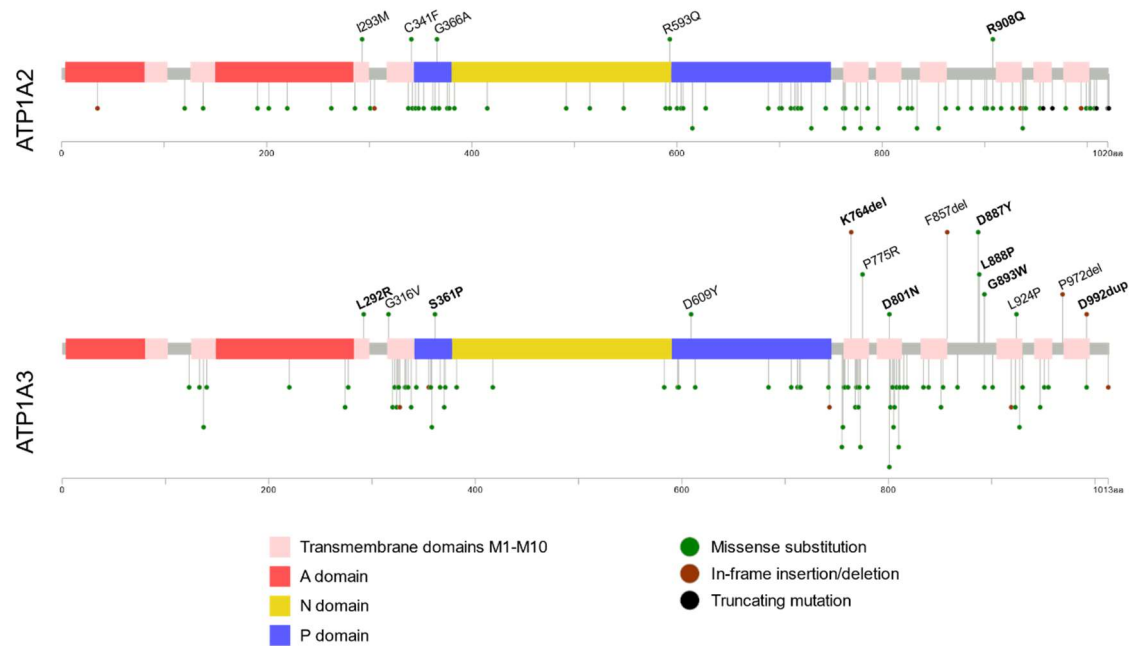 I293M
C341F
G366A
R593Q
R908Q
ATP1A2
0
200
400
600
800
1020aa
K764del
F857del
D887Y
P775R
L888P
G893W
L292R
G316V
S361P
D609Y
D801N
L924P
P972del
D992dup
ATP1A3
0
200
400
600
800
1013aa
Transmembrane domains M1-M10
A domain
N domain
P domain
Missense substitution
In-frame insertion/deletion
Truncating mutation